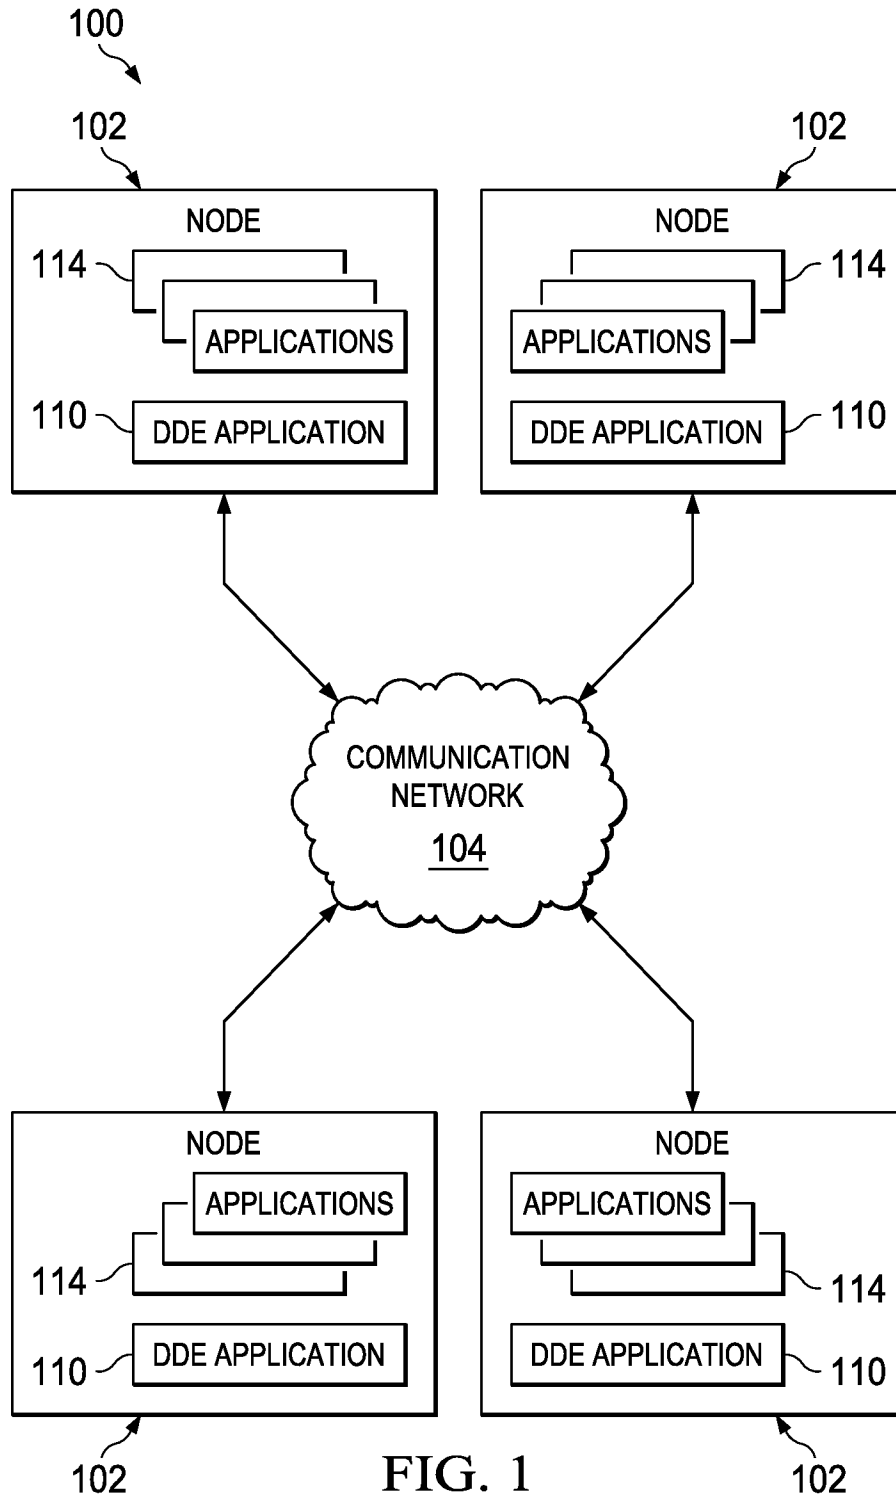 100
102 102
NODE NODE
114 114
APPLICATIONS APPLICATIONS
110 DDE APPLICATION DDE APPLICATION 110
COMMUNICATION
NETWORK
104
NODE NODE
APPLICATIONS APPLICATIONS
114 114
110 DDE APPLICATION DDE APPLICATION 110
102 FIG. 1 102